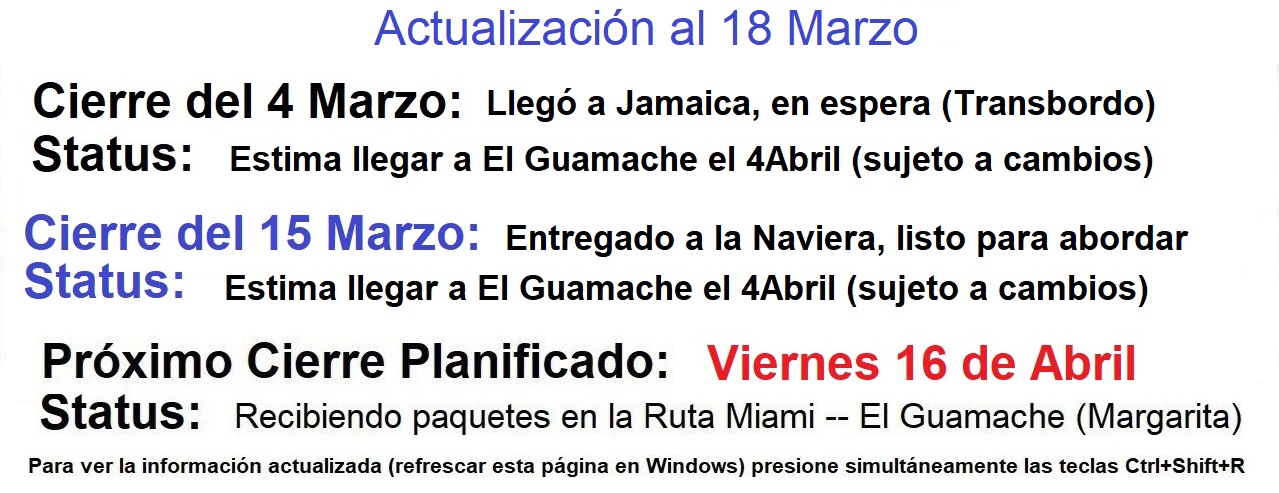 Actualización al 18 Marzo
Cierre del 4 Marzo: Llegó a Jamaica, en espera (Transbordo)
Status: Estima llegar a El Guamache el 4Abril (sujeto a cambios)
Cierre del 15 Marzo: Entregado a la Naviera, listo para abordar
Status: Estima llegar a El Guamache el 4Abril (sujeto a cambios)
Próximo Cierre Planificado: Viernes 16 de Abril
Status: Recibiendo paquetes en la Ruta Miami -- El Guamache (Margarita)
Para ver la información actualizada (refrescar esta página en Windows) presione simultáneamente las teclas Ctrl+Shift+R